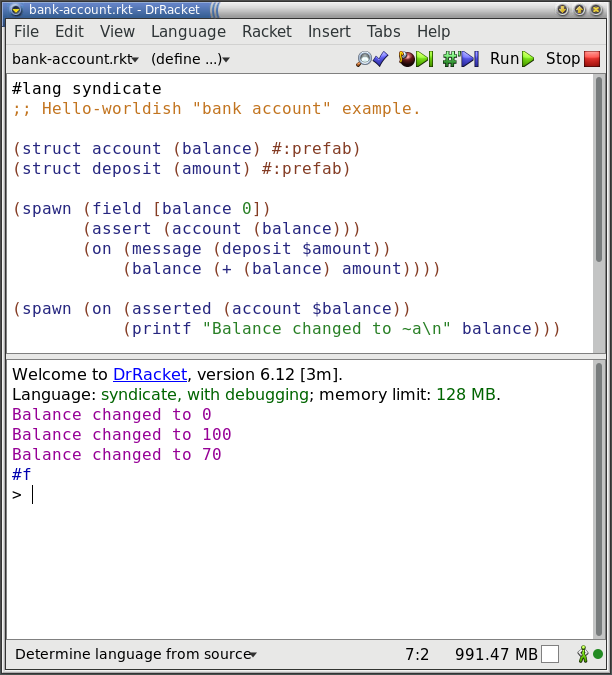 bank-account.rkt - DrRacket
File Edit View Language Racket Insert Tabs Help
bank-account.rkt▾ (define ...)▾ Run Stop
#lang syndicate
;; Hello-worldish "bank account" example.
(struct account (balance) #:prefab)
(struct deposit (amount) #:prefab)
(spawn (field [balance 0])
       (assert (account (balance)))
       (on (message (deposit $amount))
           (balance (+ (balance) amount))))
(spawn (on (asserted (account $balance))
           (printf "Balance changed to ~a\n" balance)))
Welcome to DrRacket, version 6.12 [3m].
Language: syndicate, with debugging; memory limit: 128 MB.
Balance changed to 0
Balance changed to 100
Balance changed to 70
#f
>
Determine language from source▾ 7:2 991.47 MB